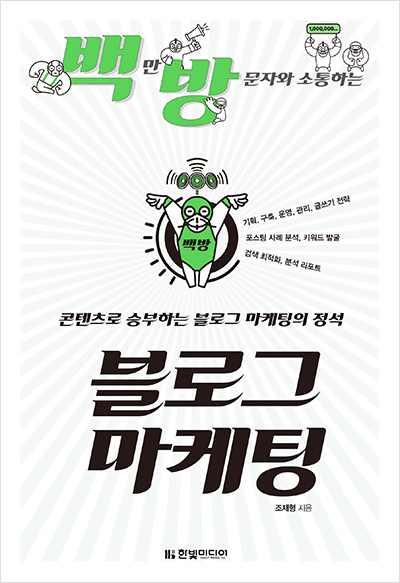 1,000,000...
백만 방문자와 소통하는
백방
기획, 구축, 운영, 관리, 글쓰기 전략
포스팅 사례 분석, 키워드 발굴
검색 최적화, 분석 리포트
콘텐츠로 승부하는 블로그 마케팅의 정석
블로그
마케팅
조재형 지음
한빛미디어